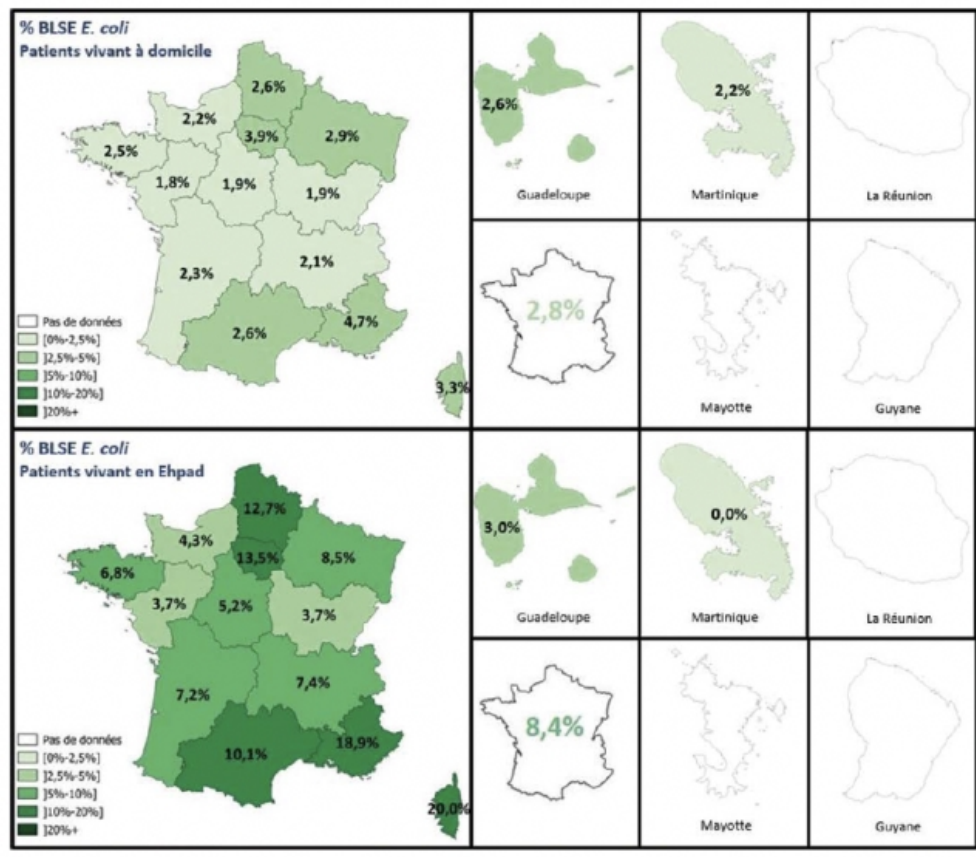 % BLSE E. coli
Patients vivant à domicile
2,6%
2,2%
3,9%
2,9%
2,5%
1,8%
1,9%
1,9%
2,3%
2,1%
2,6%
4,7%
3,3%
Pas de données
[0%-2,5%]
]2,5%-5%]
]5%-10%]
]10%-20%]
]20%+
2,6%
Guadeloupe
2,2%
Martinique
La Réunion
2,8%
Mayotte
Guyane
% BLSE E. coli
Patients vivant en Ehpad
12,7%
4,3%
13,5%
8,5%
6,8%
3,7%
5,2%
3,7%
7,2%
7,4%
10,1%
18,9%
20,0%
Pas de données
[0%-2,5%]
]2,5%-5%]
]5%-10%]
]10%-20%]
]20%+
3,0%
Guadeloupe
0,0%
Martinique
La Réunion
8,4%
Mayotte
Guyane